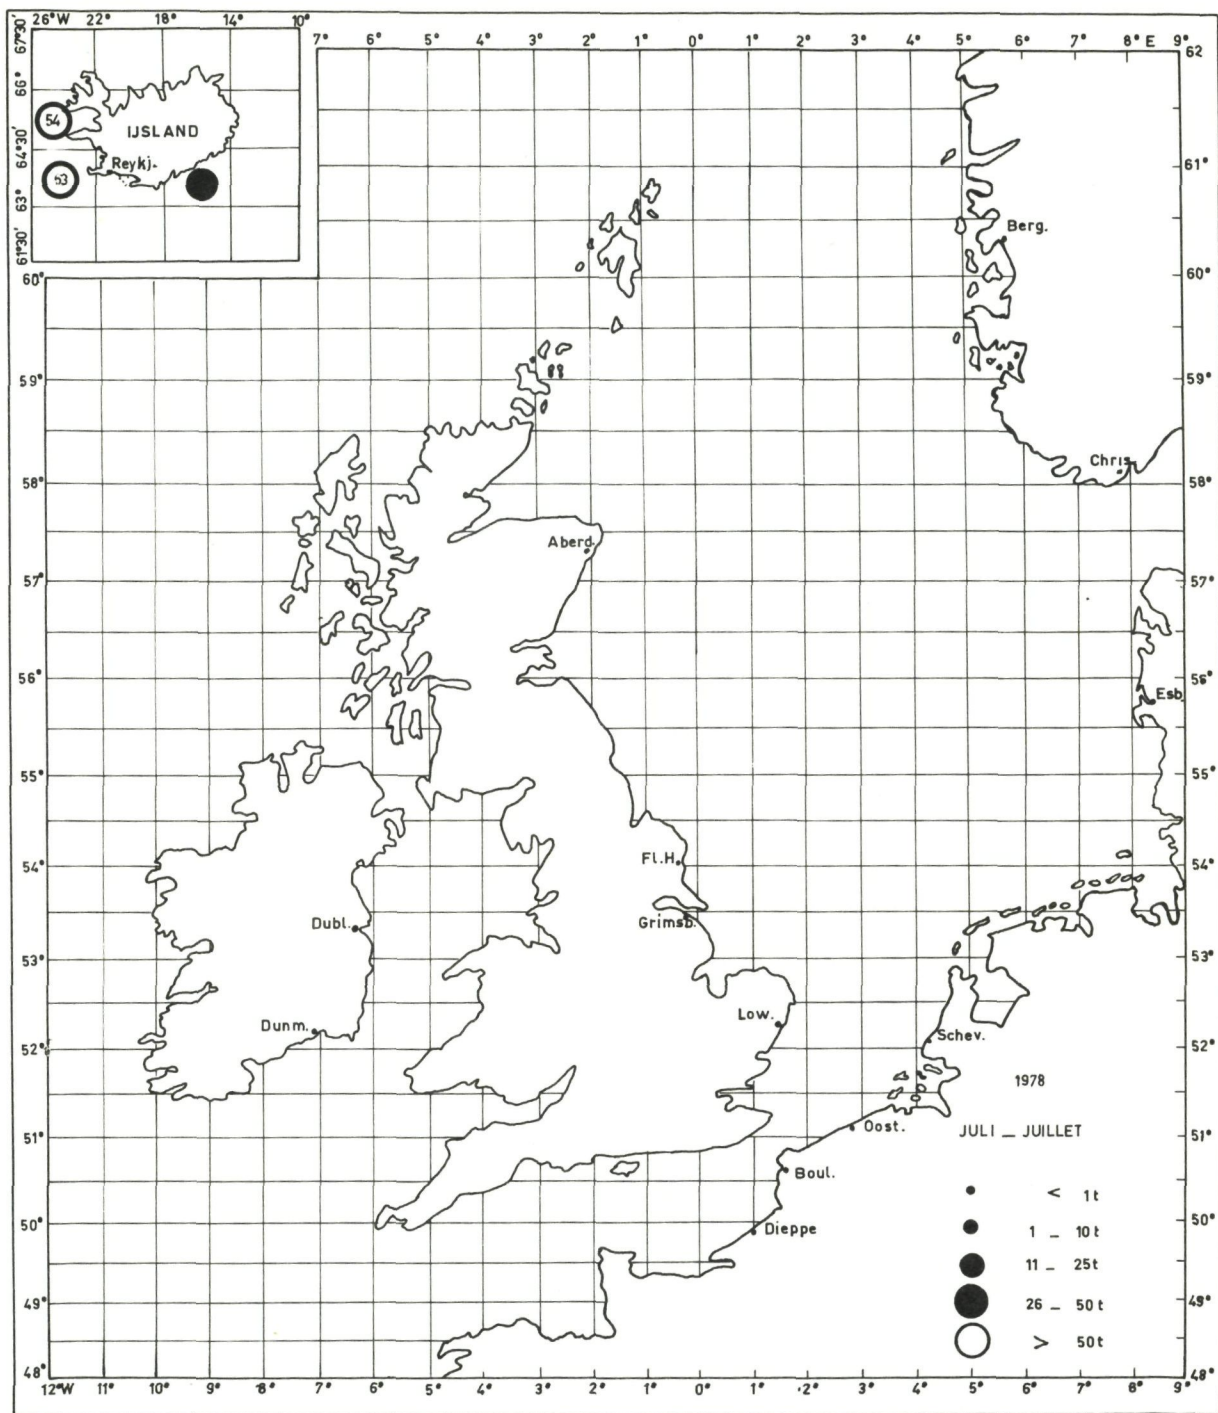 26°W 22° 18° 14° 10°
67°30' 66° 64°30' 63° 61°30'
54
IJSLAND
Reykj.
7° 6° 5° 4° 3° 2° 1° 0° 1° 2° 3° 4° 5° 6° 7° 8° E 9°
62
61°
60° 60°
59° 59°
58° 58°
57° 57°
56° 56°
55° 55°
54° 54°
53° 53°
52° 52°
51° 51°
50° 50°
49° 49°
48° 48°
Berg.
Chris
Aberd.
Esb
Fl.H.
Grimsb.
Dubl.
Dunm.
Low.
Schev.
Oost.
Boul.
Dieppe
1978
JULI _ JUILLET
< 1t
1 _ 10t
11 _ 25t
26 _ 50t
> 50t
12°W 11° 10° 9° 8° 7° 6° 5° 4° 3° 2° 1° 0° 1° 2° 3° 4° 5° 6° 7° 8° 9°